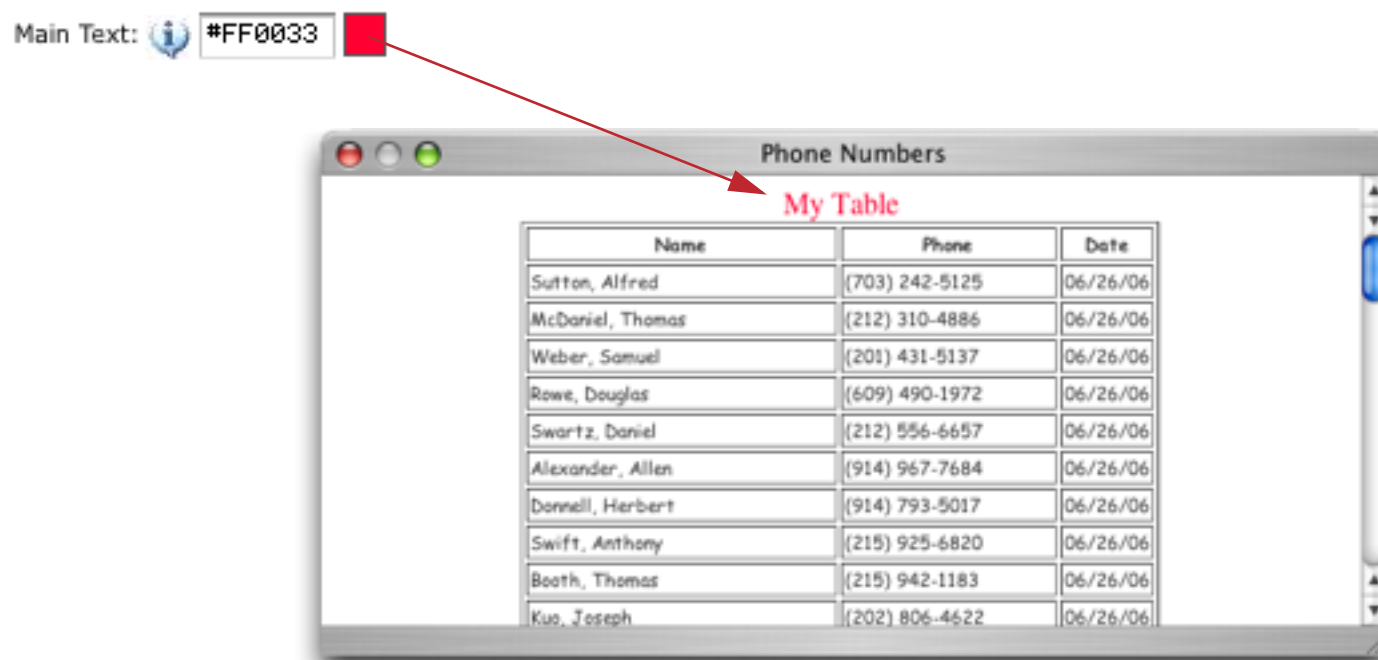 Main Text: #FF0033
Phone Numbers
My Table
Name Phone Date
Sutton, Alfred (703) 242-5125 06/26/06
McDaniel, Thomas (212) 310-4886 06/26/06
Weber, Samuel (201) 431-5137 06/26/06
Rowe, Douglas (609) 490-1972 06/26/06
Swartz, Daniel (212) 556-6657 06/26/06
Alexander, Allen (914) 967-7684 06/26/06
Donnell, Herbert (914) 793-5017 06/26/06
Swift, Anthony (215) 925-6820 06/26/06
Booth, Thomas (215) 942-1183 06/26/06
Kuo, Joseph (202) 806-4622 06/26/06